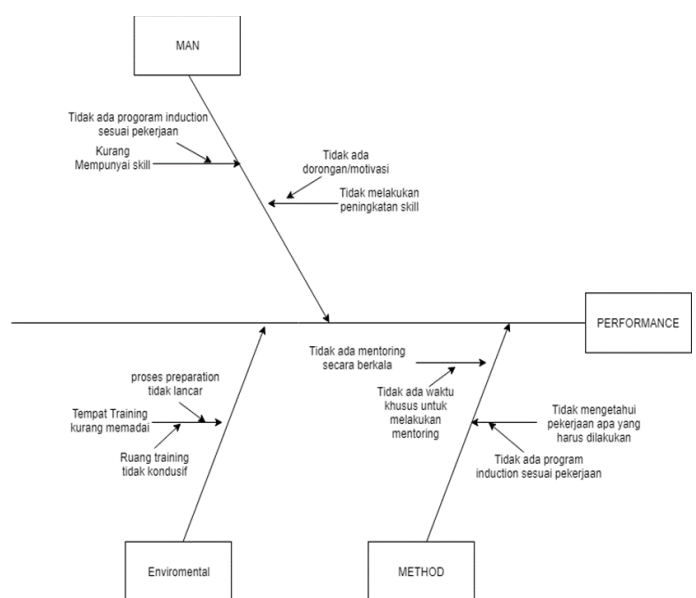 MAN
Tidak ada progoram induction
sesuai pekerjaan
Kurang
Mempunyai skill
Tidak ada
dorongan/motivasi
Tidak melakukan
peningkatan skill
PERFORMANCE
Tidak ada mentoring
secara berkala
Tidak ada waktu
khusus untuk
melakukan
mentoring
Tidak mengetahui
pekerjaan apa yang
harus dilakukan
Tidak ada program
induction sesuai pekerjaan
proses preparation
tidak lancar
Tempat Training
kurang memadai
Ruang training
tidak kondusif
Enviromental
METHOD